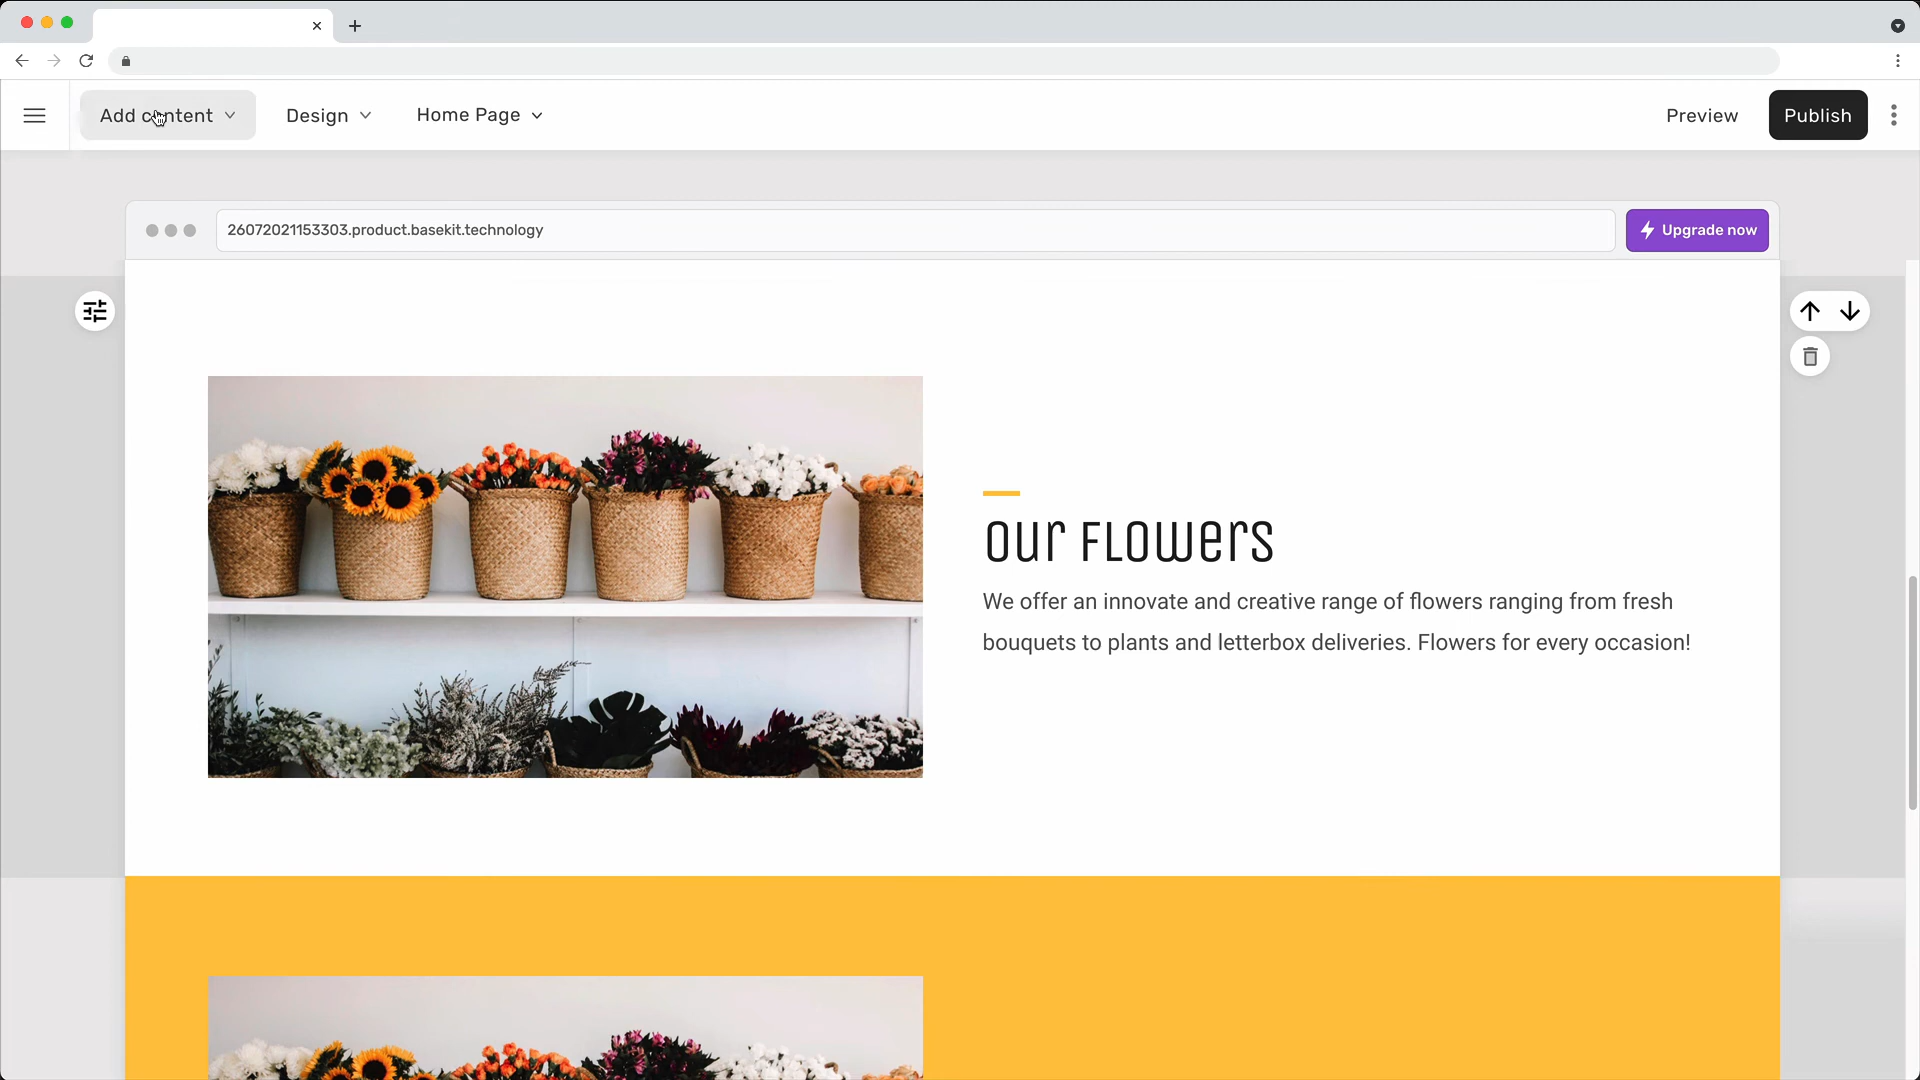 Add content
Design
Home Page
Preview
Publish
26072021153303.product.basekit.technology
Upgrade now
Our Flowers
We offer an innovate and creative range of flowers ranging from fresh
bouquets to plants and letterbox deliveries. Flowers for every occasion!